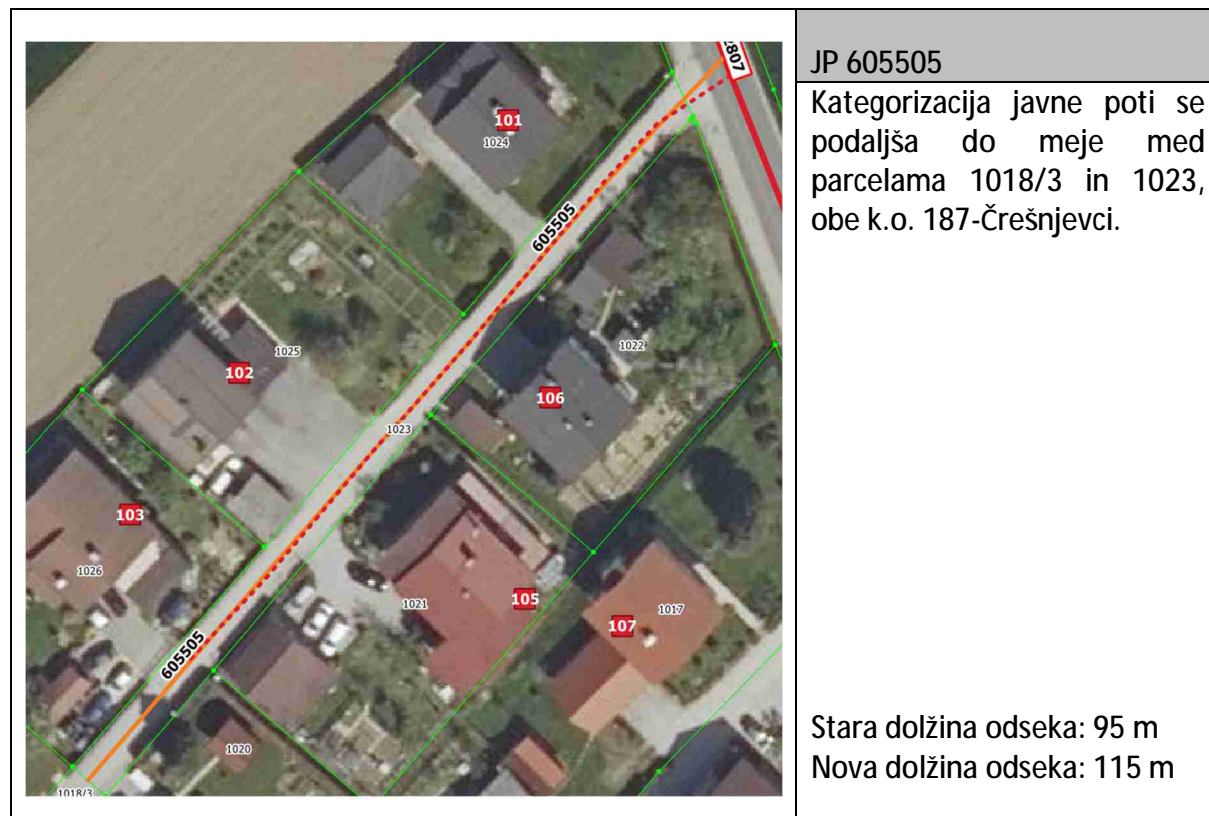 2807
101
1024
605505
1025
1022
102
106
1023
103
1026
1021
105
1017
107
605505
1020
1018/3
JP 605505
Kategorizacija javne poti se
podaljša do meje med
parcelama 1018/3 in 1023,
obe k.o. 187-Črešnjevci.
Stara dolžina odseka: 95 m
Nova dolžina odseka: 115 m